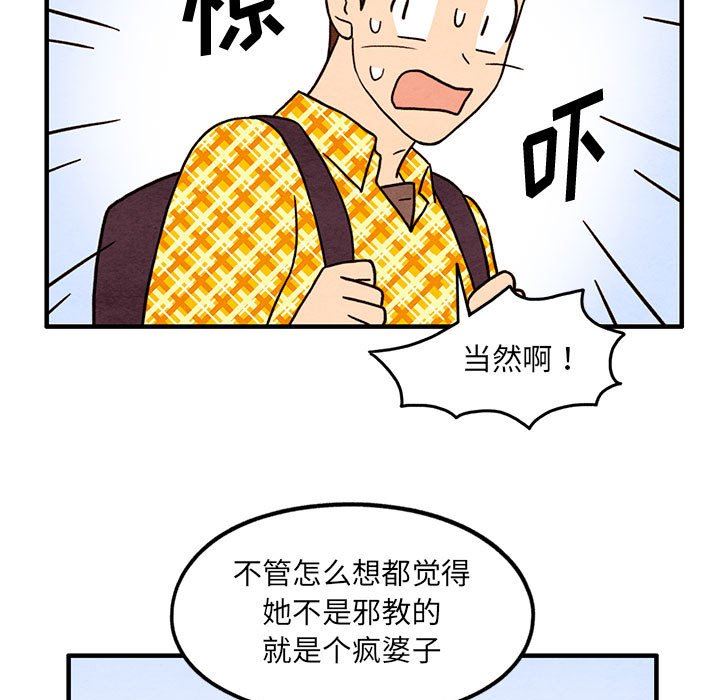 惊
吓
当然啊！
不管怎么想都觉得
她不是邪教的
就是个疯婆子